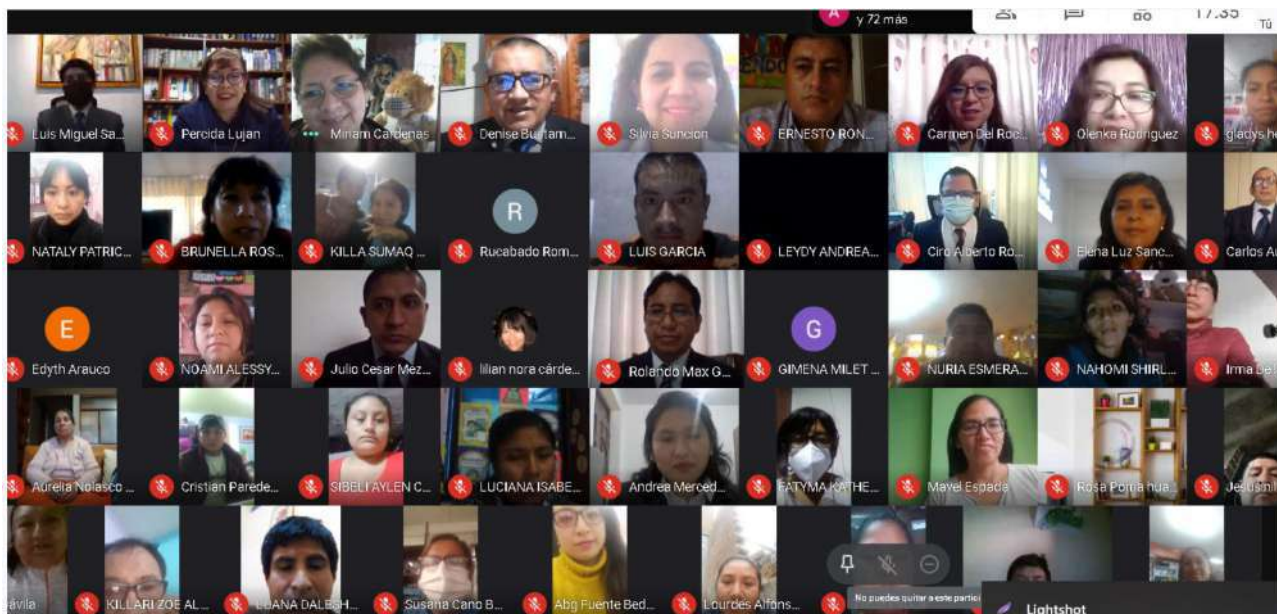 A
y 72 más
17:35
Tú
Luis Miguel Sa...
Percida Lujan
Miriam Cardenas
Denise Bustam...
Silvia Suncion
ERNESTO RON...
Carmen Del Roc...
Olenka Rodriguez
gladys he
NATALY PATRIC...
BRUNELLA ROS...
KILLA SUMAQ ...
R
Rucabado Rom...
LUIS GARCIA
LEYDY ANDREA...
Ciro Alberto Ro...
Elena Luz Sanc...
Carlos Au
E
Edyth Arauco
NOAMI ALESSY...
Julio Cesar Mez...
lilian nora cárde...
Rolando Max G...
G
GIMENA MILET ...
NURIA ESMERA...
NAHOMI SHIRL...
Irma De
Aurelia Nolasco ...
Cristian Parede...
SIBELI AYLEN C...
LUCIANA ISABE...
Andrea Merced...
FATYMA KATHE...
Mayel Espada
Rosa Poma hua...
Jesusmil
ávila
KILLARI ZOE AL...
LUANA DALESH...
Susana Cano B...
Abg Fuente Bed...
Lourdes Alfons...
No puedes quitar a este partici
Lightshot